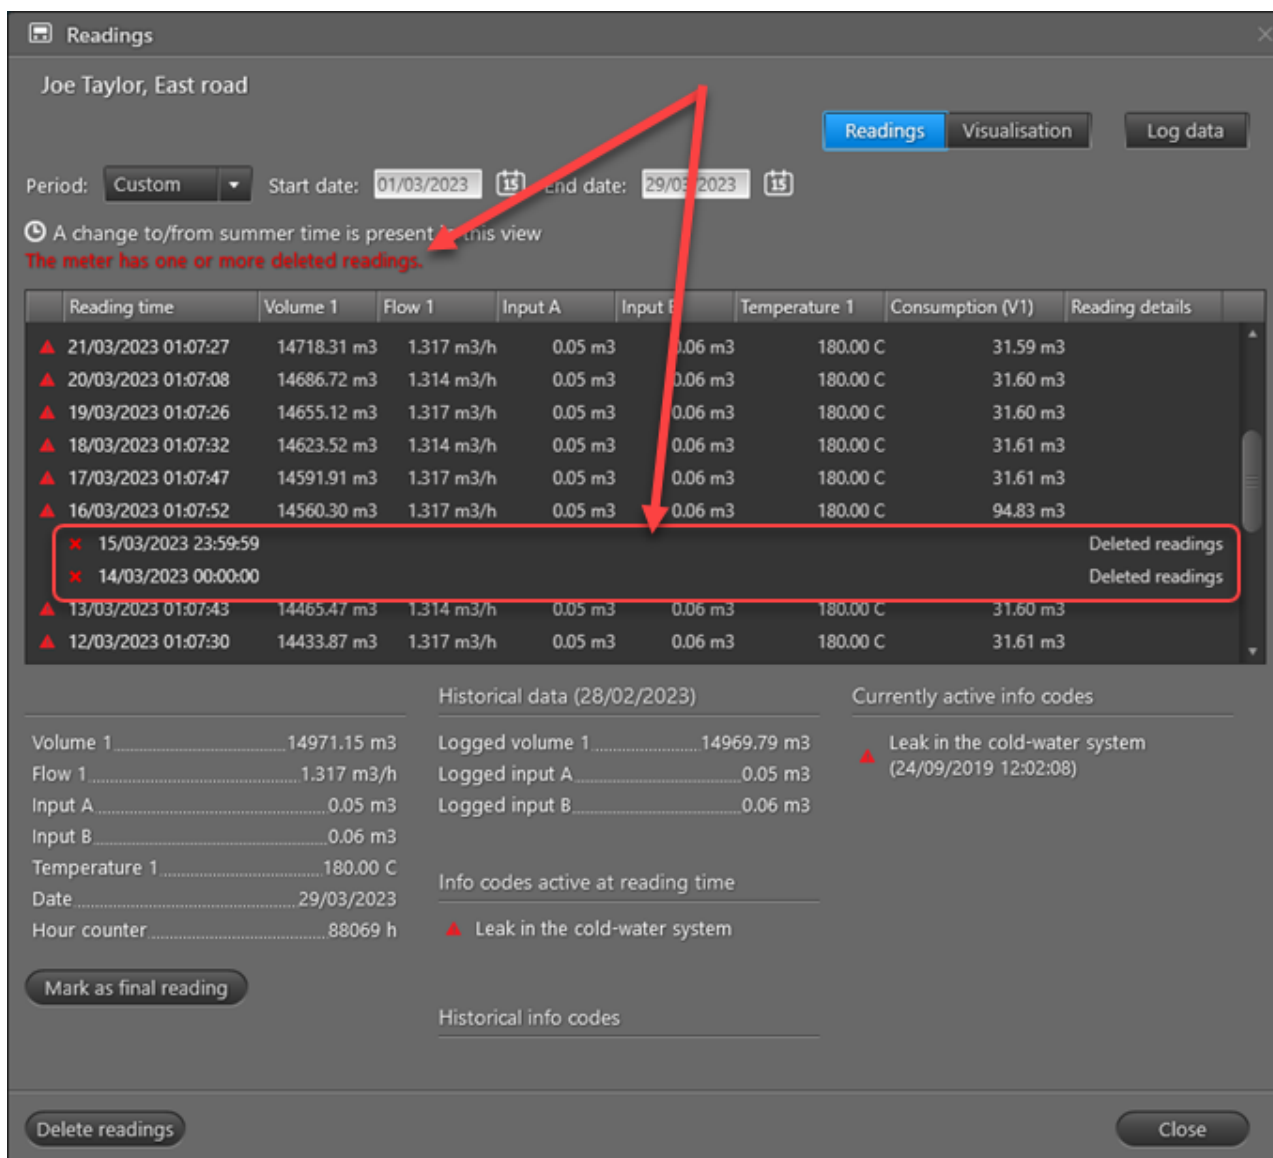 Readings
Joe Taylor, East road
Readings Visualisation Log data
Period: Custom Start date: 01/03/2023 15 End date: 29/03/2023 15
A change to/from summer time is present in this view
The meter has one or more deleted readings.
Reading time Volume 1 Flow 1 Input A Input B Temperature 1 Consumption (V1) Reading details
21/03/2023 01:07:27 14718.31 m3 1.317 m3/h 0.05 m3 0.06 m3 180.00 C 31.59 m3
20/03/2023 01:07:08 14686.72 m3 1.314 m3/h 0.05 m3 0.06 m3 180.00 C 31.60 m3
19/03/2023 01:07:26 14655.12 m3 1.317 m3/h 0.05 m3 0.06 m3 180.00 C 31.60 m3
18/03/2023 01:07:32 14623.52 m3 1.314 m3/h 0.05 m3 0.06 m3 180.00 C 31.61 m3
17/03/2023 01:07:47 14591.91 m3 1.317 m3/h 0.05 m3 0.06 m3 180.00 C 31.61 m3
16/03/2023 01:07:52 14560.30 m3 1.317 m3/h 0.05 m3 0.06 m3 180.00 C 94.83 m3
15/03/2023 23:59:59 Deleted readings
14/03/2023 00:00:00 Deleted readings
13/03/2023 01:07:43 14465.47 m3 1.314 m3/h 0.05 m3 0.06 m3 180.00 C 31.60 m3
12/03/2023 01:07:30 14433.87 m3 1.317 m3/h 0.05 m3 0.06 m3 180.00 C 31.61 m3
Volume 1 14971.15 m3
Flow 1 1.317 m3/h
Input A 0.05 m3
Input B 0.06 m3
Temperature 1 180.00 C
Date 29/03/2023
Hour counter 88069 h
Mark as final reading
Historical data (28/02/2023)
Logged volume 1 14969.79 m3
Logged input A 0.05 m3
Logged input B 0.06 m3
Info codes active at reading time
Leak in the cold-water system
Historical info codes
Currently active info codes
Leak in the cold-water system
(24/09/2019 12:02:08)
Delete readings Close